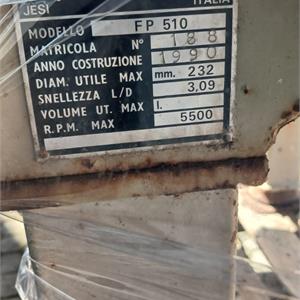 JESI ITALIA
MODELLO FP 510
MATRICOLA N° 188
ANNO COSTRUZIONE 1990
DIAM. UTILE MAX mm. 232
SNELLEZZA L/D 3,09
VOLUME UT. MAX l.
R.P.M. MAX 5500